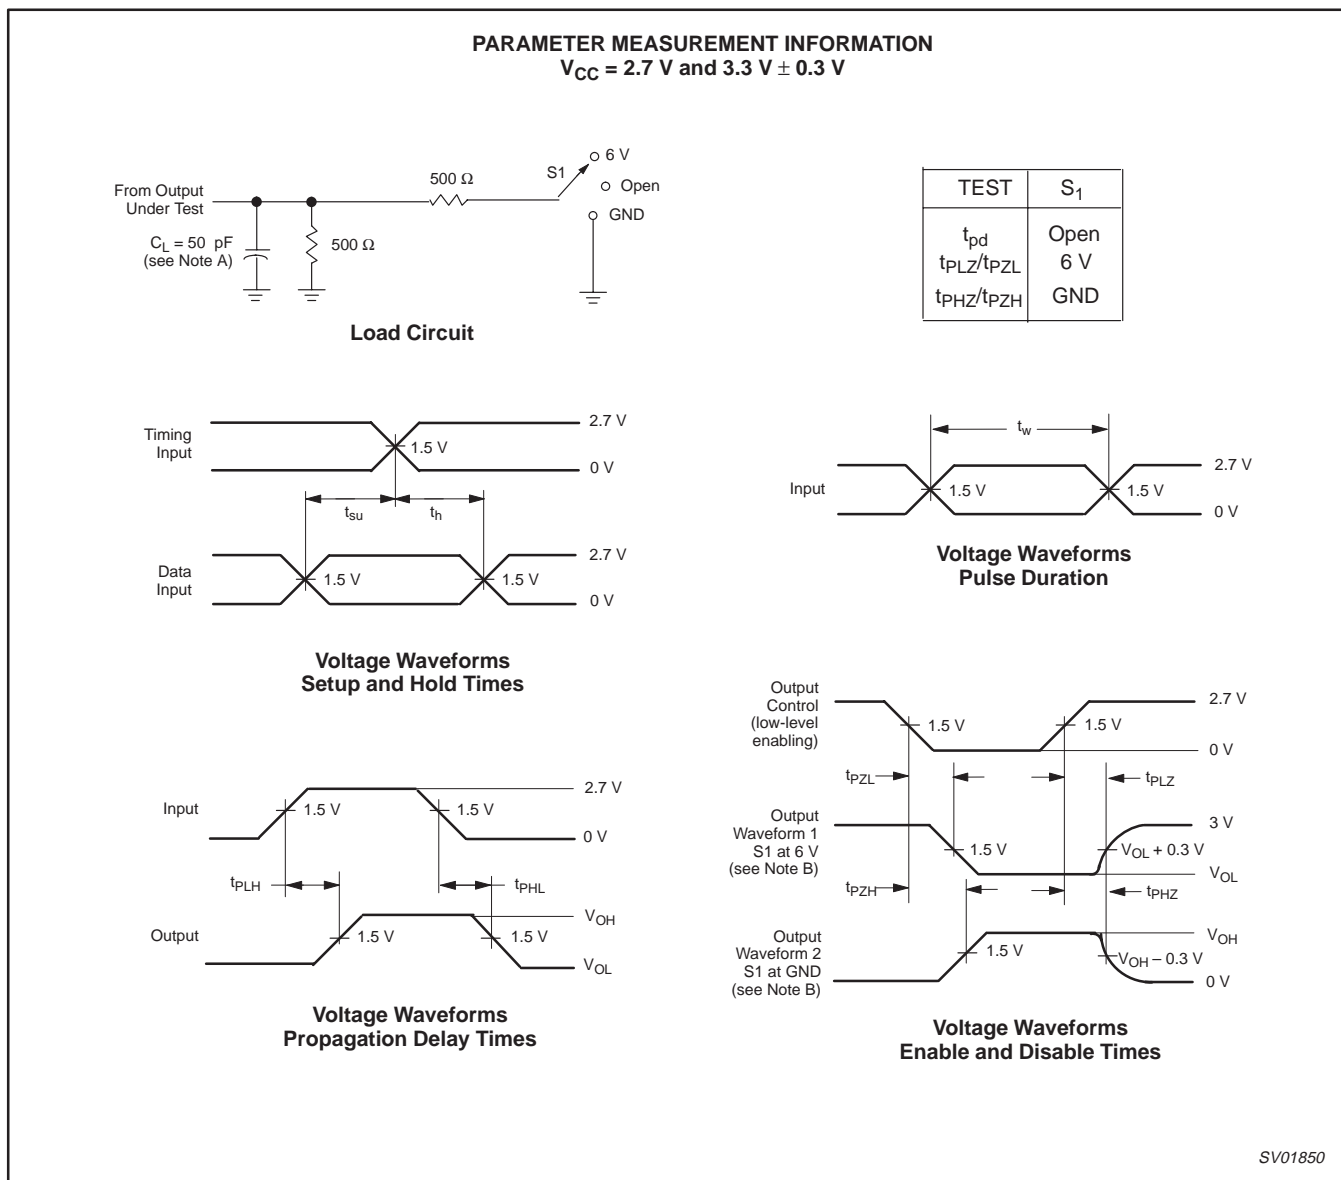 PARAMETER MEASUREMENT INFORMATION
VCC = 2.7 V and 3.3 V ± 0.3 V
6 V
S1
500 Ω
Open
From Output
Under Test
GND
CL = 50 pF
(see Note A)
500 Ω
Load Circuit
TEST S1
tpd Open
tPLZ/tPZL 6 V
tPHZ/tPZH GND
Timing
Input
2.7 V
1.5 V
0 V
tsu
th
Data
Input
2.7 V
1.5 V
1.5 V
0 V
Voltage Waveforms
Setup and Hold Times
tw
Input
2.7 V
1.5 V
1.5 V
0 V
Voltage Waveforms
Pulse Duration
Input
2.7 V
1.5 V
1.5 V
0 V
tPLH
tPHL
Output
VOH
1.5 V
1.5 V
VOL
Voltage Waveforms
Propagation Delay Times
Output
Control
(low-level
enabling)
2.7 V
1.5 V
1.5 V
0 V
tPZL
tPLZ
Output
Waveform 1
S1 at 6 V
(see Note B)
3 V
1.5 V
VOL + 0.3 V
VOL
tPZH
tPHZ
Output
Waveform 2
S1 at GND
(see Note B)
VOH
1.5 V
VOH – 0.3 V
0 V
Voltage Waveforms
Enable and Disable Times
SV01850